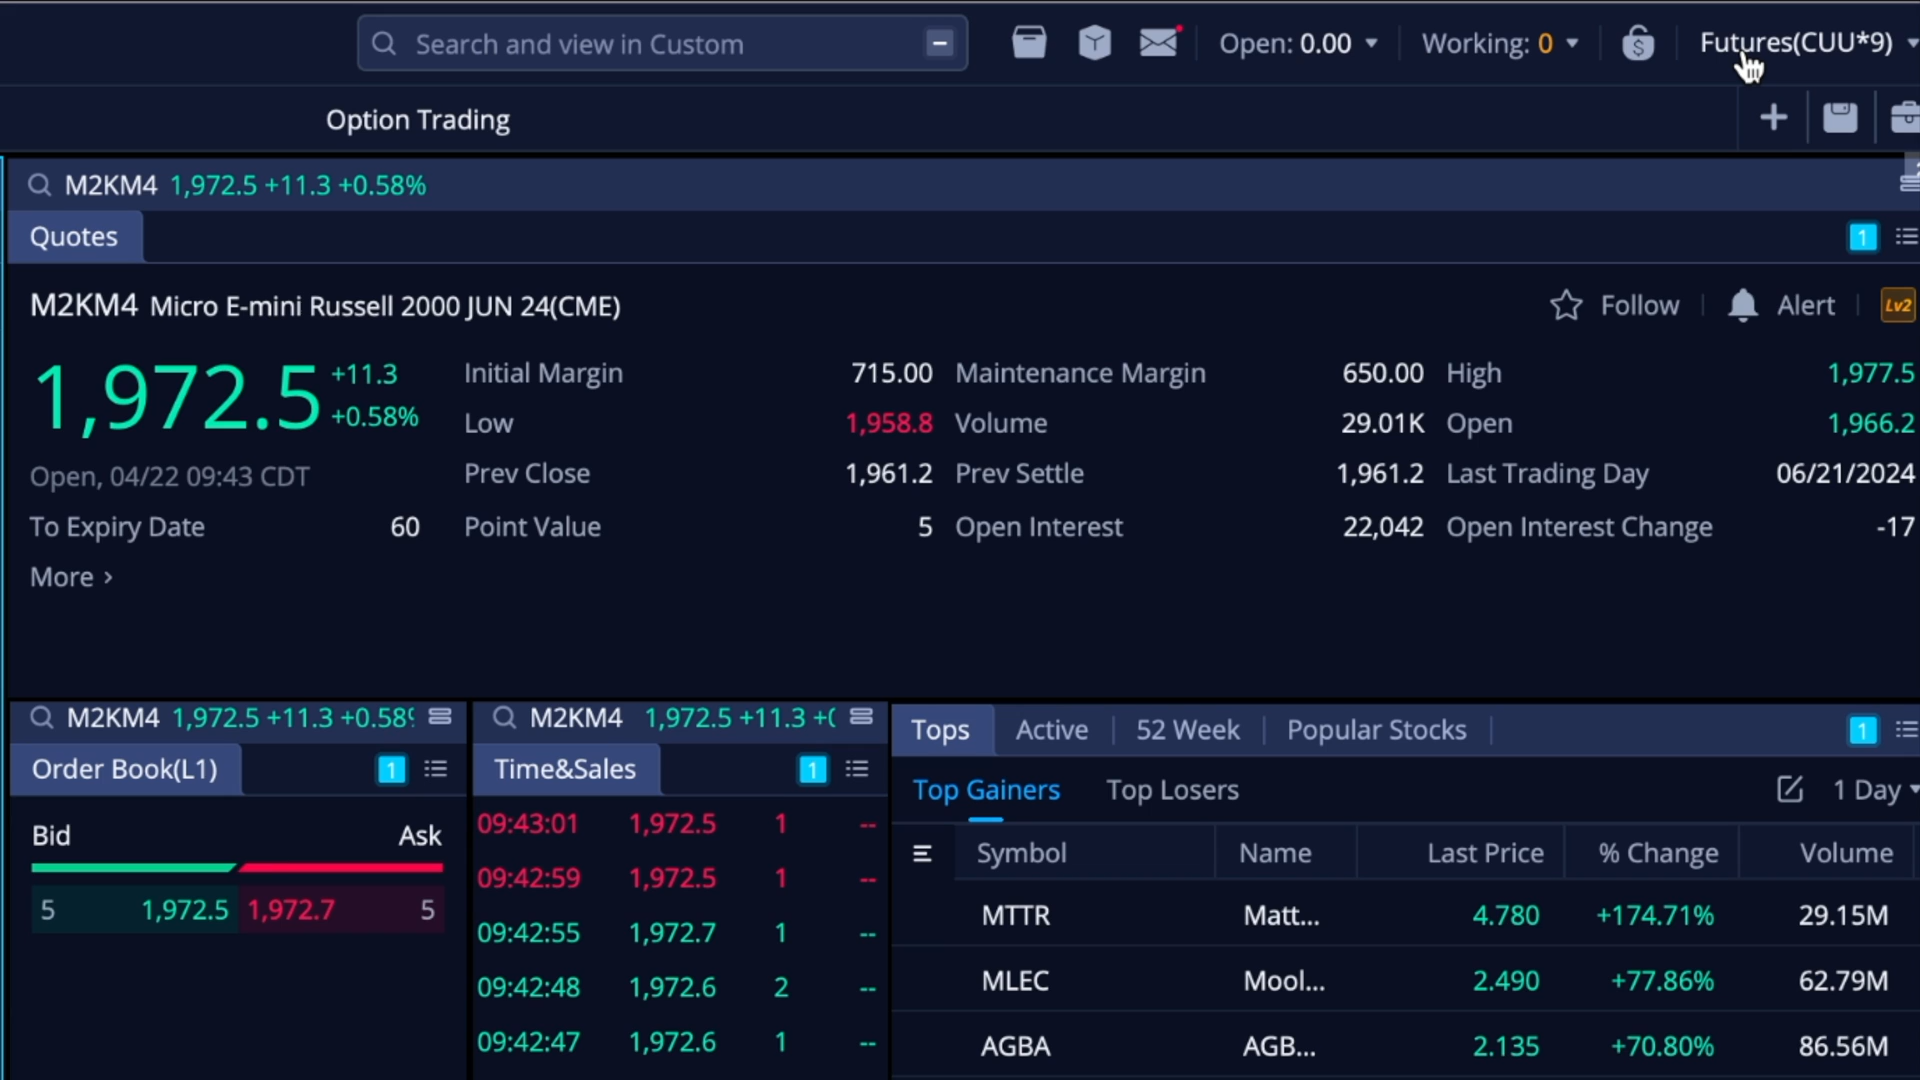 Search and view in Custom
Open: 0.00
Working: 0
Futures(CUU*9)
Option Trading
M2KM4 1,972.5 +11.3 +0.58%
Quotes
1
M2KM4 Micro E-mini Russell 2000 JUN 24(CME)
Follow
Alert
Lv2
1,972.5 +11.3
+0.58%
Initial Margin 715.00 Maintenance Margin 650.00 High 1,977.5
Low 1,958.8 Volume 29.01K Open 1,966.2
Open, 04/22 09:43 CDT
Prev Close 1,961.2 Prev Settle 1,961.2 Last Trading Day 06/21/2024
To Expiry Date 60 Point Value 5 Open Interest 22,042 Open Interest Change -17
More >
M2KM4 1,972.5 +11.3 +0.58
Order Book(L1) 1
Bid Ask
5 1,972.5 1,972.7 5
M2KM4 1,972.5 +11.3 +(
Time&Sales 1
09:43:01 1,972.5 1 --
09:42:59 1,972.5 1 --
09:42:55 1,972.7 1 --
09:42:48 1,972.6 2 --
09:42:47 1,972.6 1 --
Tops Active 52 Week Popular Stocks 1
Top Gainers Top Losers 1 Day
Symbol Name Last Price % Change Volume
MTTR Matt... 4.780 +174.71% 29.15M
MLEC Mool... 2.490 +77.86% 62.79M
AGBA AGB... 2.135 +70.80% 86.56M